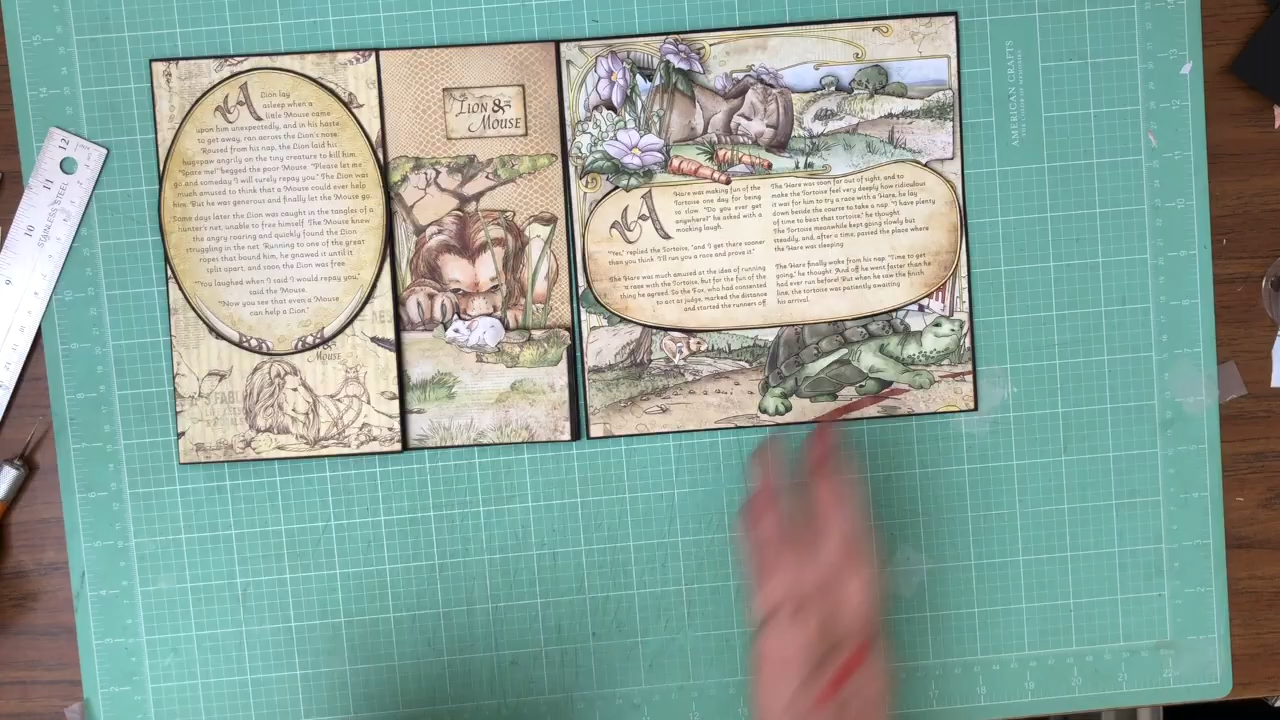 A Lion lay
asleep when a
little Mouse came
upon him unexpectedly, and in his haste
to get away, ran across the Lion's nose.
Roused from his nap, the Lion laid his
hugepaw angrily on the tiny creature to kill him.
"Spare me!" begged the poor Mouse. "Please let me
go and someday I will surely repay you." The Lion was
much amused to think that a Mouse could ever help
him. But he was generous and finally let the Mouse go.
Some days later the Lion was caught in the tangles of a
hunter's net, unable to free himself. The Mouse knew
the angry roaring and quickly found the Lion
struggling in the net. Running to one of the great
ropes that bound him, he gnawed it until it
split apart, and soon the Lion was free.
"You laughed when I said I would repay you,"
said the Mouse.
"Now you see that even a Mouse
can help a Lion."
& MOUSE
LION &
MOUSE
A Hare was making fun of the
Tortoise one day for being
so slow. "Do you ever get
anywhere?" he asked with a
mocking laugh.
"Yes," replied the Tortoise, "and I get there sooner
than you think. I'll run you a race and prove it."
The Hare was much amused at the idea of running
a race with the Tortoise, but for the fun of the
thing he agreed. So the Fox, who had consented
to act as judge, marked the distance
and started the runners off.
The Hare was soon far out of sight, and to
make the Tortoise feel very deeply how ridiculous
it was for him to try a race with a Hare, he lay
down beside the course to take a nap. "I have plenty
of time to beat that tortoise," he thought.
The Tortoise meanwhile kept going slowly but
steadily, and, after a time, passed the place where
the Hare was sleeping.
The Hare finally woke from his nap. "Time to get
going," he thought. And off he went faster than he
had ever run before! But when he saw the finish
line, the tortoise was patiently awaiting
his arrival.
AMERICAN CRAFTS
STAINLESS STEEL
10
11
12